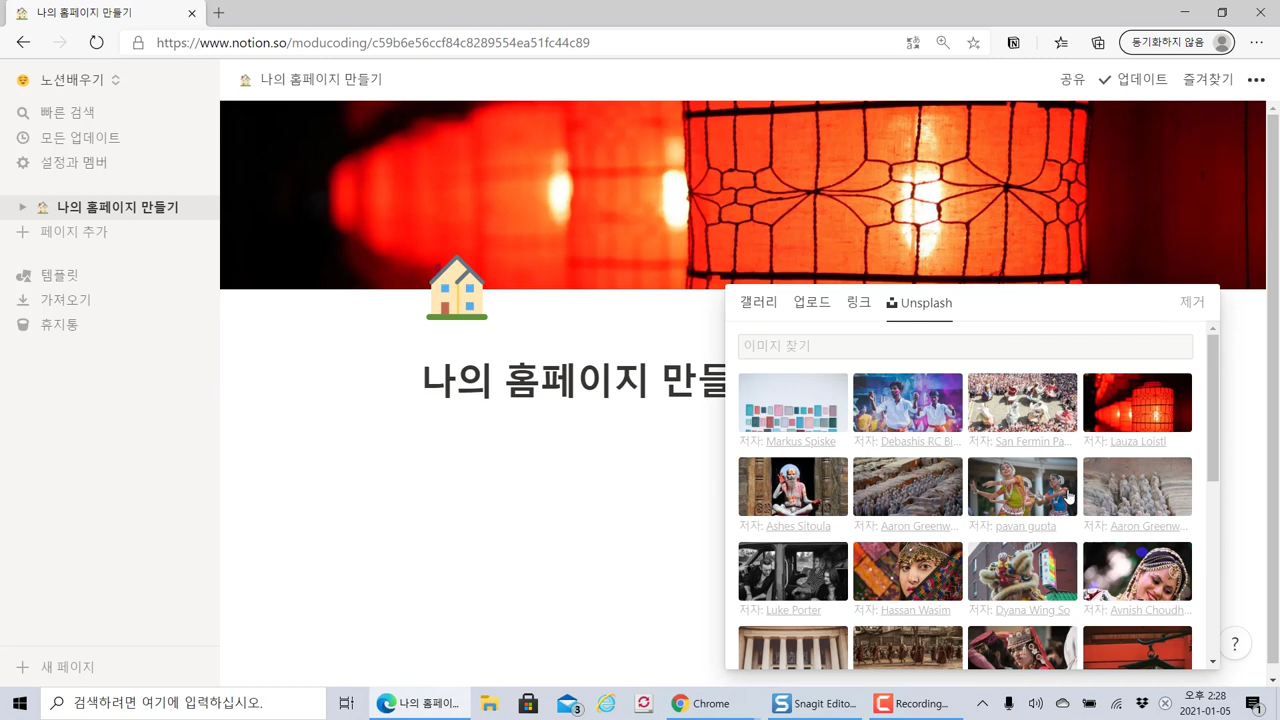 나의 홈페이지 만들기
https://www.notion.so/moducoding/c59b6e56ccf84c8289554ea51fc44c89
동기화하지 않음
노션배우기
나의 홈페이지 만들기
공유
업데이트
즐겨찾기
빠른 검색
모든 업데이트
설정과 멤버
나의 홈페이지 만들기
페이지 추가
템플릿
가져오기
휴지통
새 페이지
나의 홈페이지 만들
갤러리
업로드
링크
Unsplash
제거
이미지 찾기
저자: Markus Spiske
저자: Debashis RC Bi...
저자: San Fermin Pa...
저자: Lauza Loistl
저자: Ashes Sitoula
저자: Aaron Greenw...
저자: pavan gupta
저자: Aaron Greenw...
저자: Luke Porter
저자: Hassan Wasim
저자: Dyana Wing So
저자: Avnish Choudh...
?
검색하려면 여기에 입력하십시오.
나의 홈페이...
3
Chrome
Snagit Edito...
Recording...
오후 2:28
2021-01-05
1